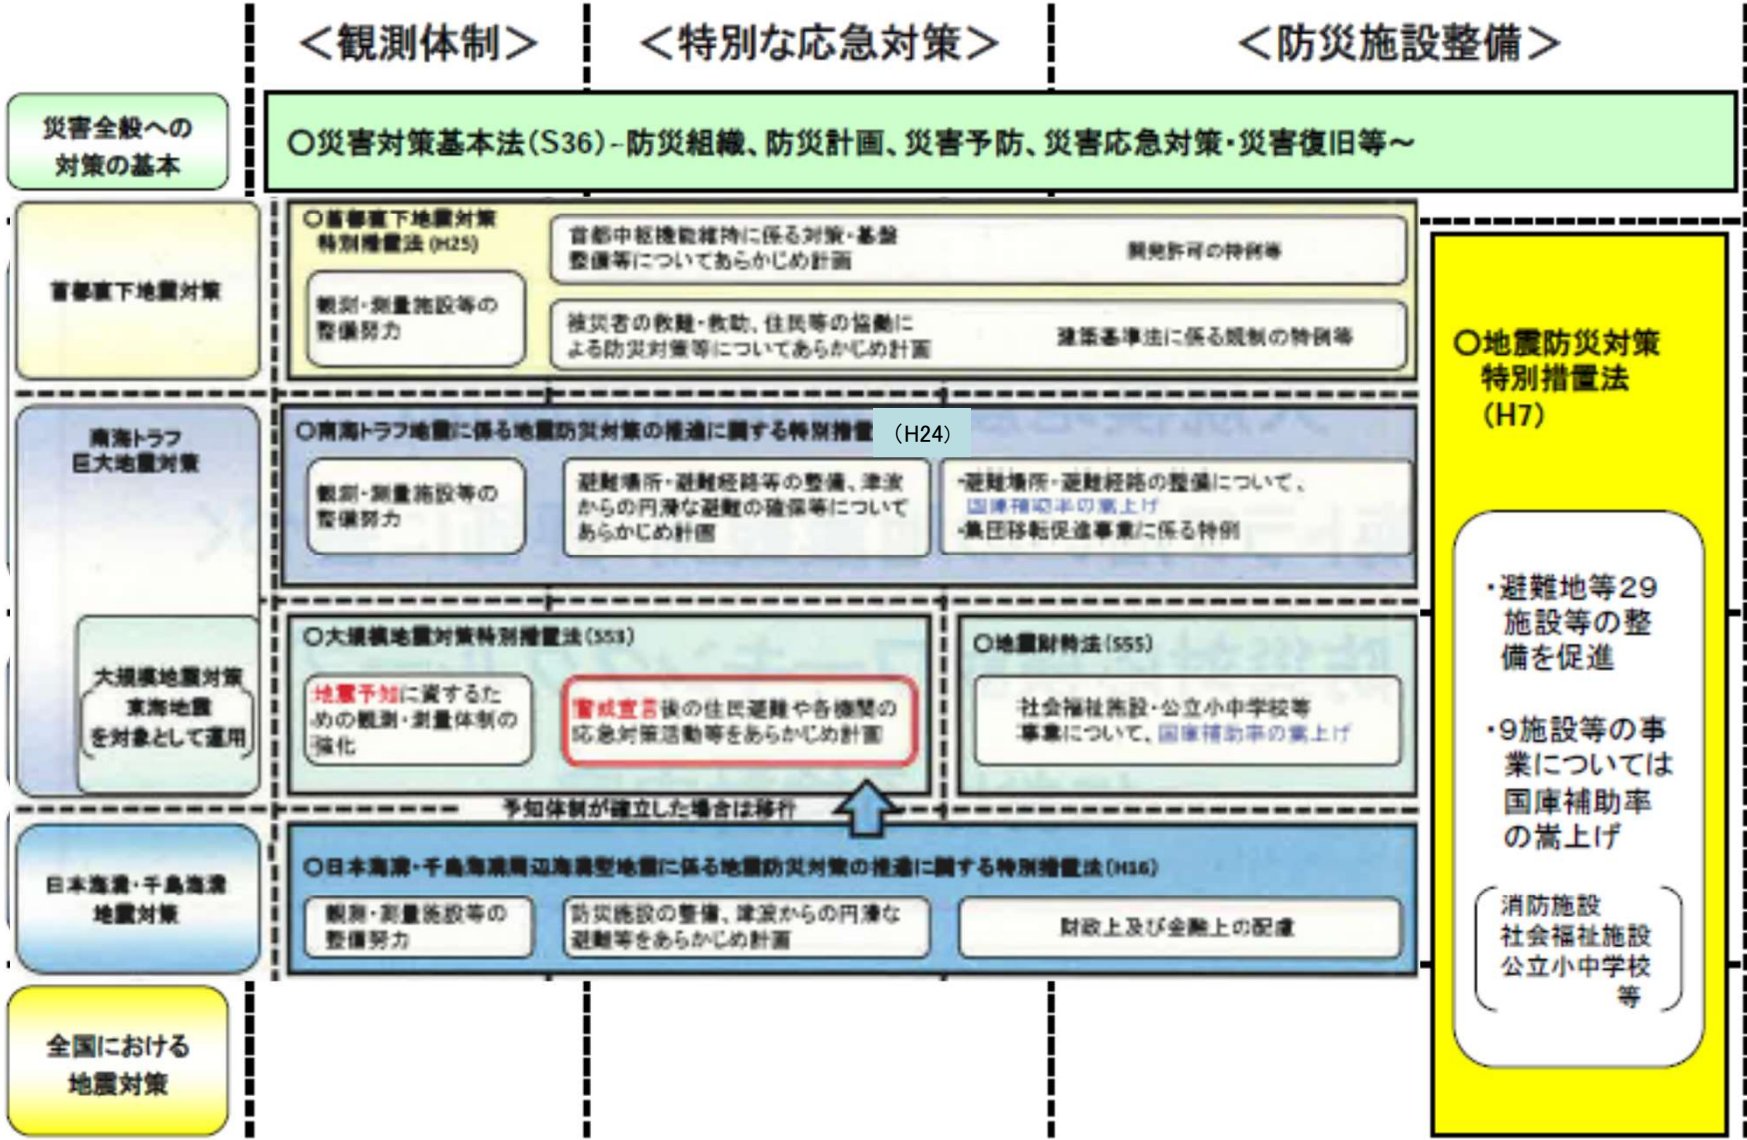 ＜観測体制＞
＜特別な応急対策＞
＜防災施設整備＞
災害全般への
対策の基本
○災害対策基本法(S36)-防災組織、防災計画、災害予防、災害応急対策・災害復旧等～
首都直下地震対策
○首都直下地震対策
特別措置法(H25)
観測・測量施設等の
整備努力
首都中枢機能維持に係る対策・基盤
整備等についてあらかじめ計画
開発許可の特例等
被災者の救難・救助、住民等の協働に
よる防災対策等についてあらかじめ計画
建築基準法に係る規制の特例等
南海トラフ
巨大地震対策
○南海トラフ地震に係る地震防災対策の推進に関する特別措置
(H24)
観測・測量施設等の
整備努力
避難場所・避難経路等の整備、津波
からの円滑な避難の確保等について
あらかじめ計画
・避難場所・避難経路の整備について、
国庫補助率の嵩上げ
・集団移転促進事業に係る特例
大規模地震対策
東海地震
を対象として運用
○大規模地震対策特別措置法(S53)
地震予知に資するた
めの観測・測量体制の
強化
警戒宣言後の住民避難や各機関の
応急対策活動等をあらかじめ計画
○地震財特法(S55)
社会福祉施設・公立小中学校等
事業について、国庫補助率の嵩上げ
予知体制が確立した場合は移行
日本海溝・千島海溝
地震対策
○日本海溝・千島海溝周辺海溝型地震に係る地震防災対策の推進に関する特別措置法(H16)
観測・測量施設等の
整備努力
防災施設の整備、津波からの円滑な
避難等をあらかじめ計画
財政上及び金融上の配慮
全国における
地震対策
○地震防災対策
特別措置法
(H7)
・避難地等29
施設等の整
備を促進
・9施設等の事
業については
国庫補助率
の嵩上げ
消防施設
社会福祉施設
公立小中学校
等